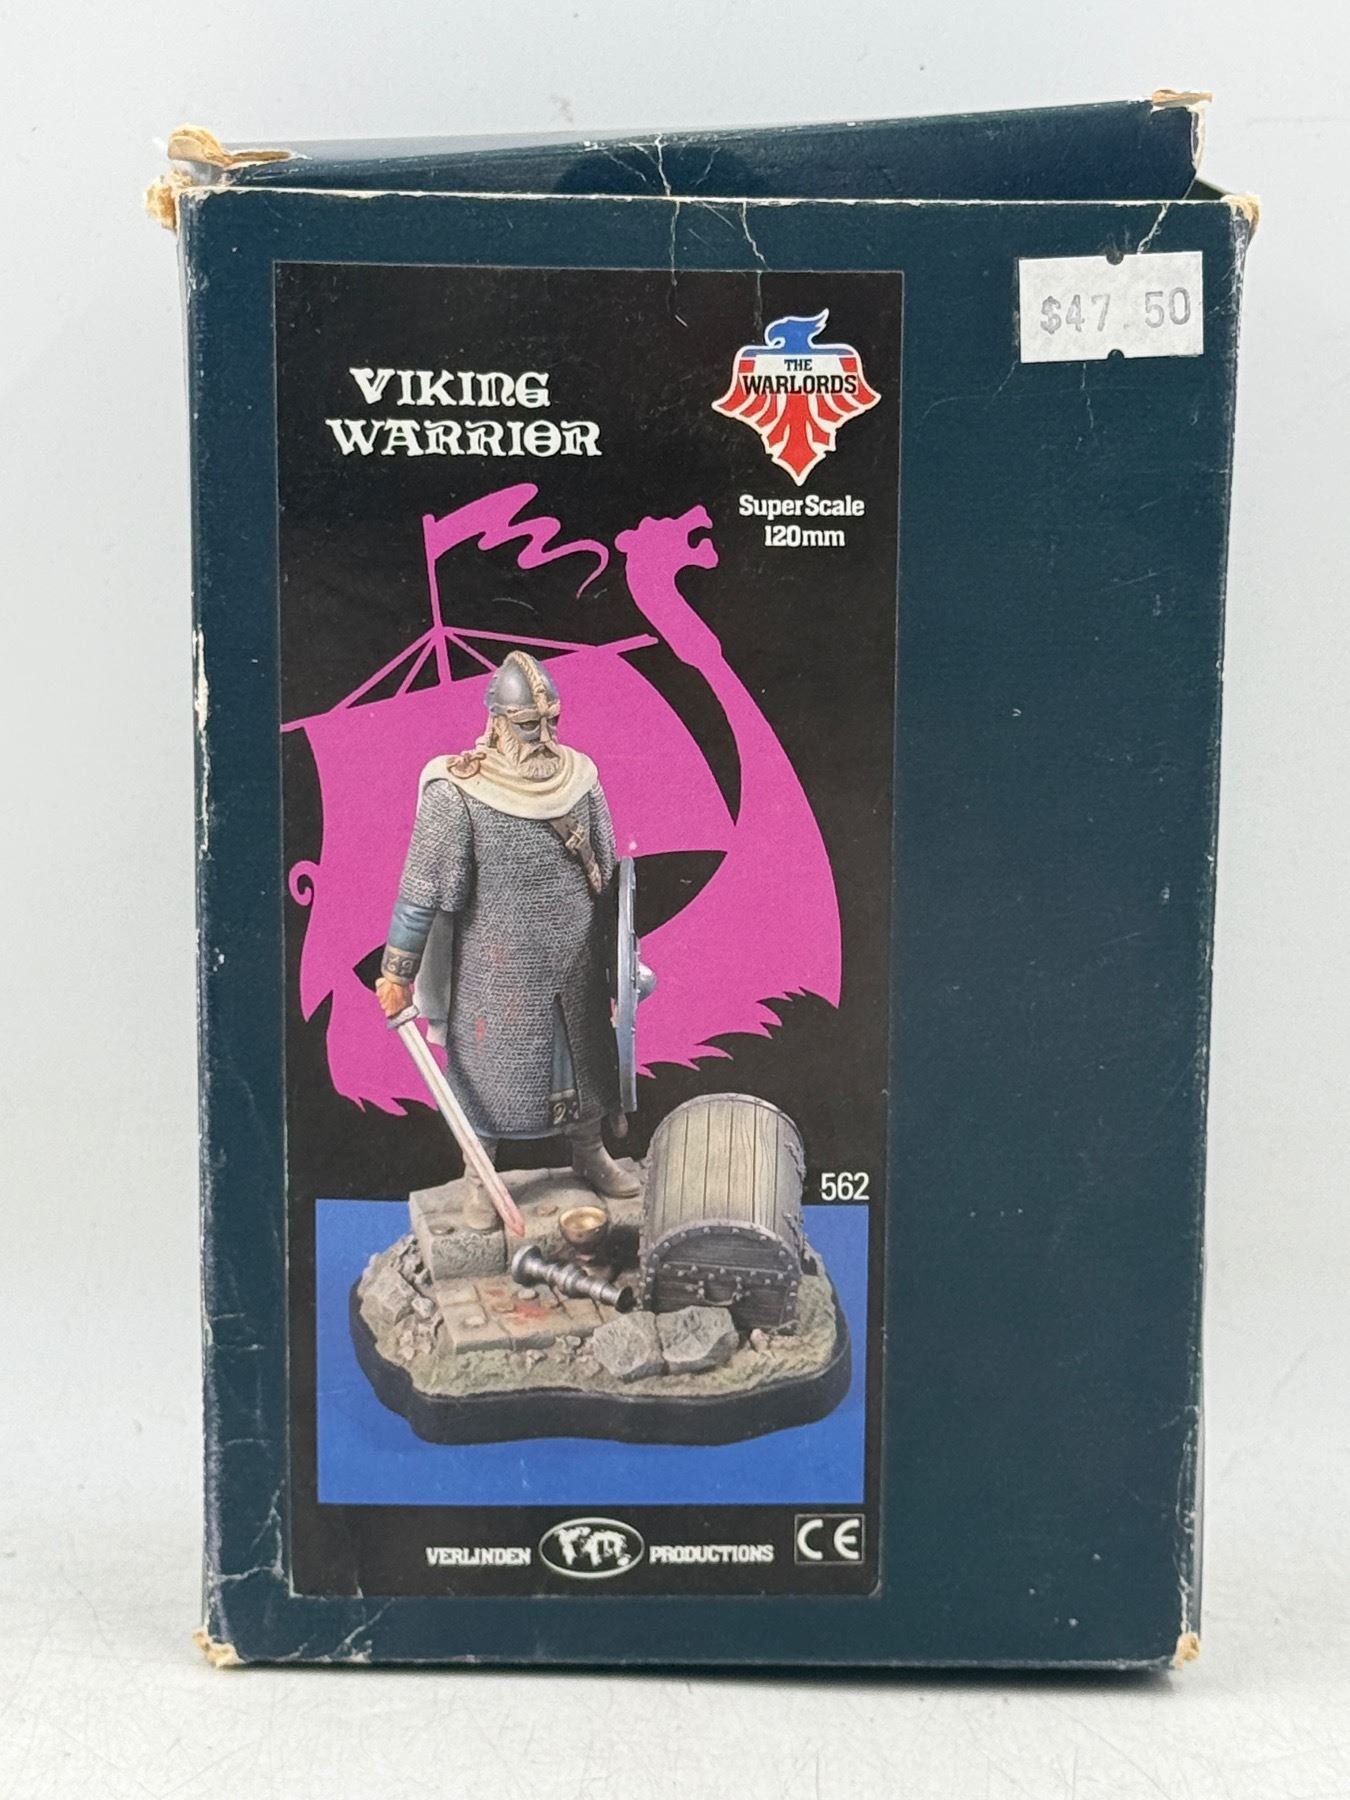 $47.50
VIKING
WARRIOR
THE
WARLORDS
Super Scale
120mm
562
VERLINDEN
PRODUCTIONS
CE